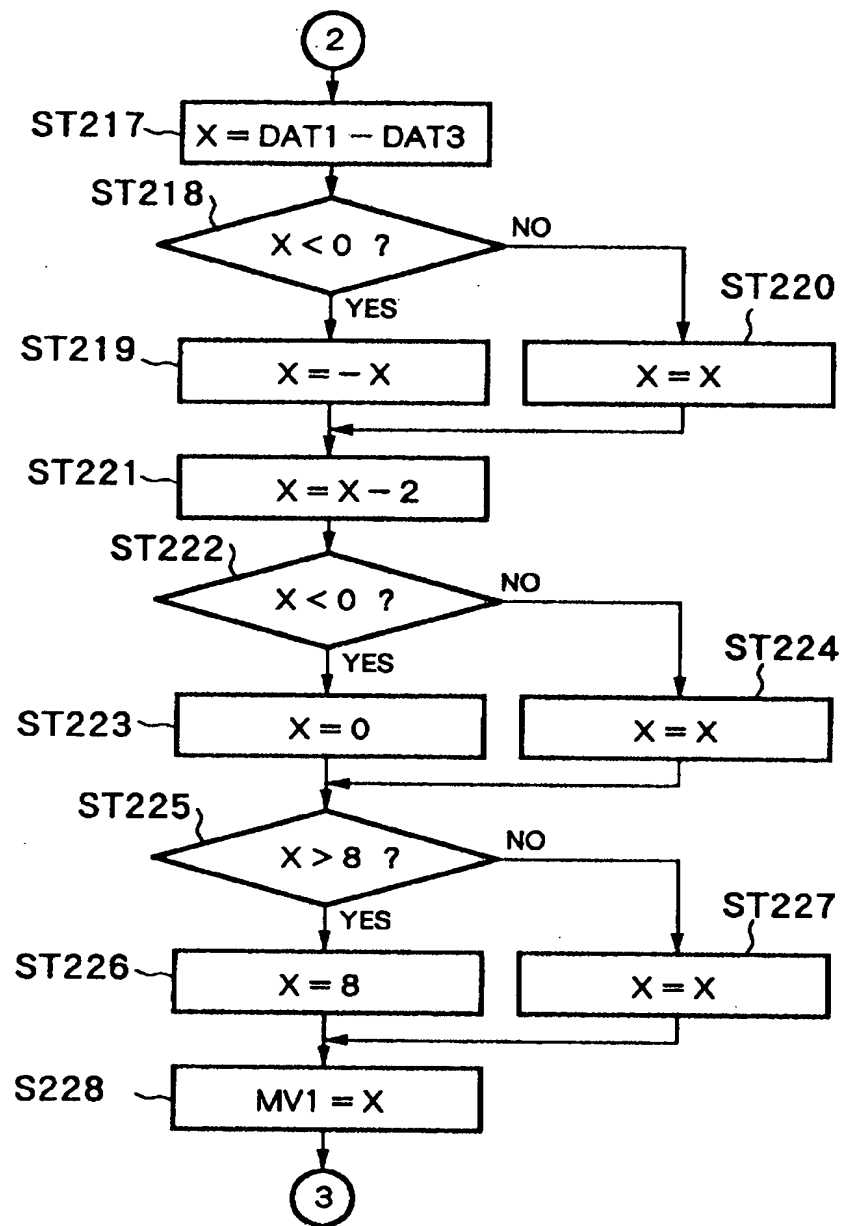 2
ST217
X = DAT1 – DAT3
ST218
X < 0 ?
NO
YES
ST220
ST219
X = – X
X = X
ST221
X = X – 2
ST222
X < 0 ?
NO
YES
ST224
ST223
X = 0
X = X
ST225
X > 8 ?
NO
YES
ST227
ST226
X = 8
X = X
S228
MV1 = X
3